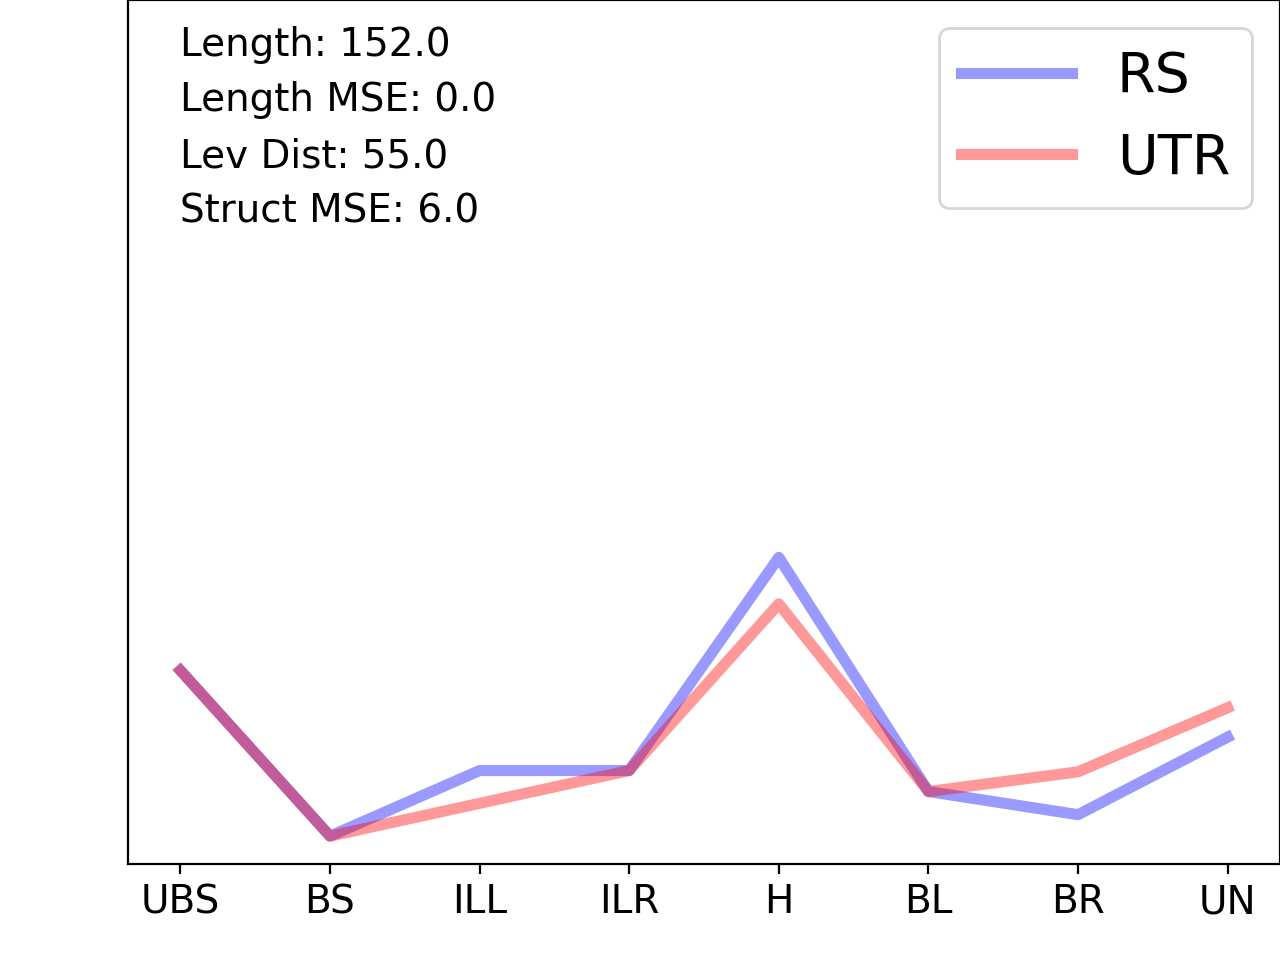 Length: 152.0
Length MSE: 0.0
Lev Dist: 55.0
Struct MSE: 6.0
RS
UTR
UBS BS ILL ILR H BL BR UN